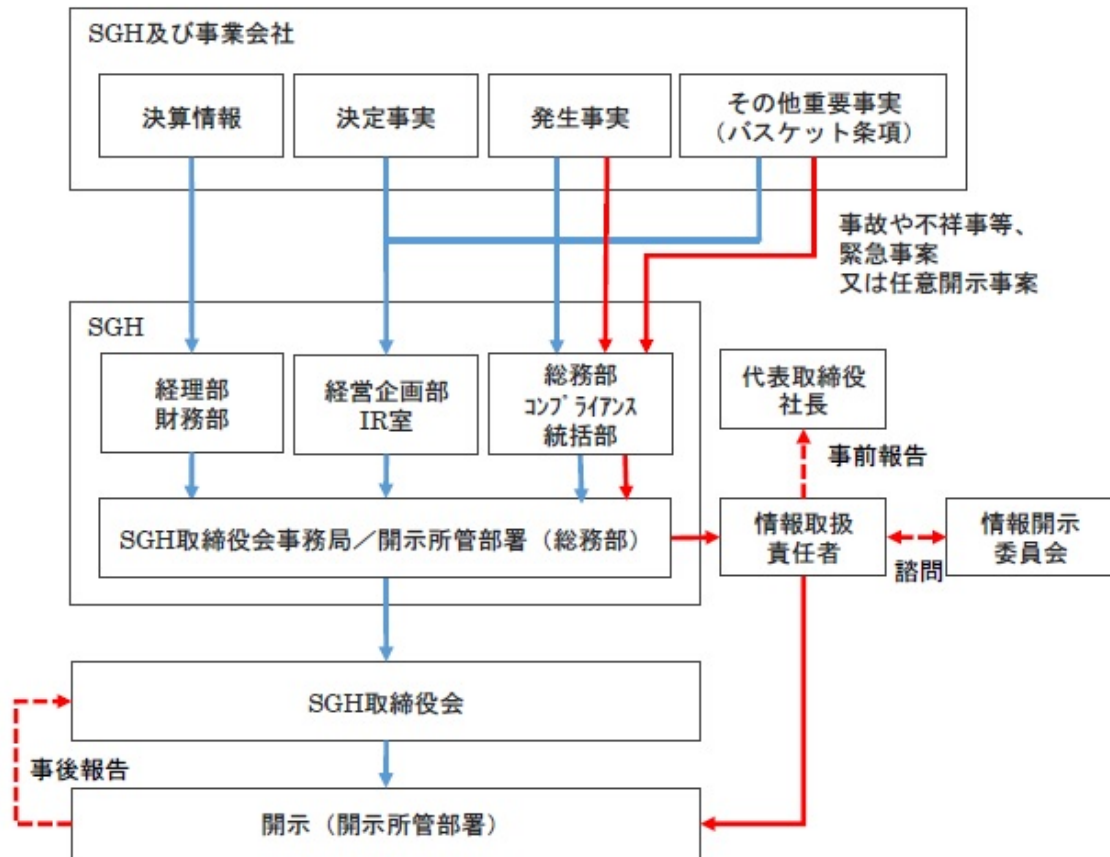 SGH及び事業会社
決算情報
決定事実
発生事実
その他重要事実
（バスケット条項）
事故や不祥事等、
緊急事案
又は任意開示事案
SGH
経理部
財務部
経営企画部
IR室
総務部
ｺﾝﾌﾟﾗｲｱﾝｽ
統括部
代表取締役
社長
事前報告
SGH取締役会事務局／開示所管部署（総務部）
情報取扱
責任者
諮問
情報開示
委員会
SGH取締役会
事後報告
開示（開示所管部署）